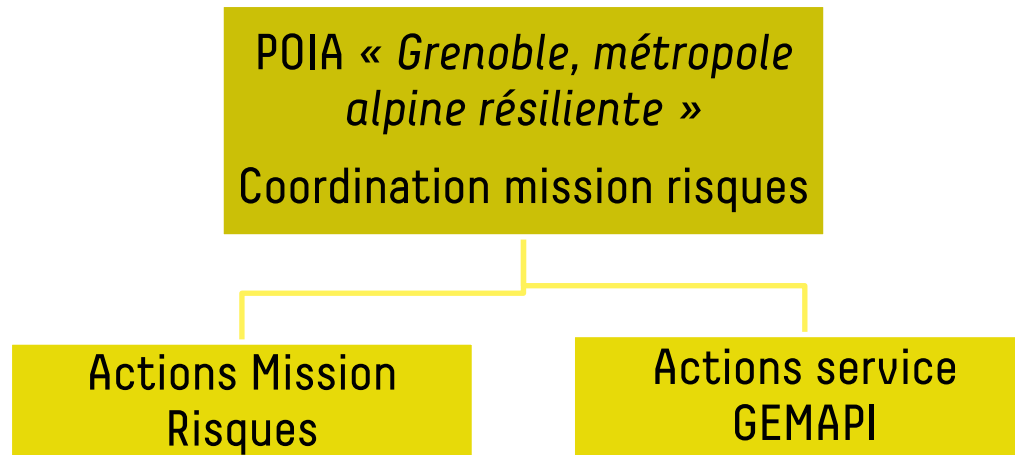 POIA « Grenoble, métropole
alpine résiliente »
Coordination mission risques
Actions Mission
Risques
Actions service
GEMAPI